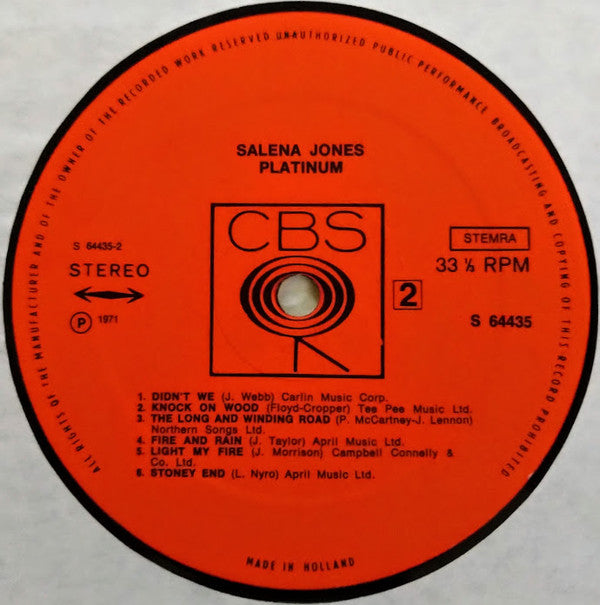 ALL RIGHTS OF THE MANUFACTURER AND OF THE OWNER OF THE RECORDED WORK RESERVED UNAUTHORIZED PUBLIC PERFORMANCE BROADCASTING AND COPYING OF THIS RECORD PROHIBITED
SALENA JONES
PLATINUM
CBS
S 64435-2
STEREO
P 1971
STEMRA
33 ⅓ RPM
2
S 64435
1. DIDN'T WE (J. Webb) Carlin Music Corp.
2. KNOCK ON WOOD (Floyd-Cropper) Tee Pee Music Ltd.
3. THE LONG AND WINDING ROAD (P. McCartney-J. Lennon)
Northern Songs Ltd.
4. FIRE AND RAIN (J. Taylor) April Music Ltd.
5. LIGHT MY FIRE (J. Morrison) Campbell Connelly &
Co. Ltd.
6. STONEY END (L. Nyro) April Music Ltd.
MADE IN HOLLAND